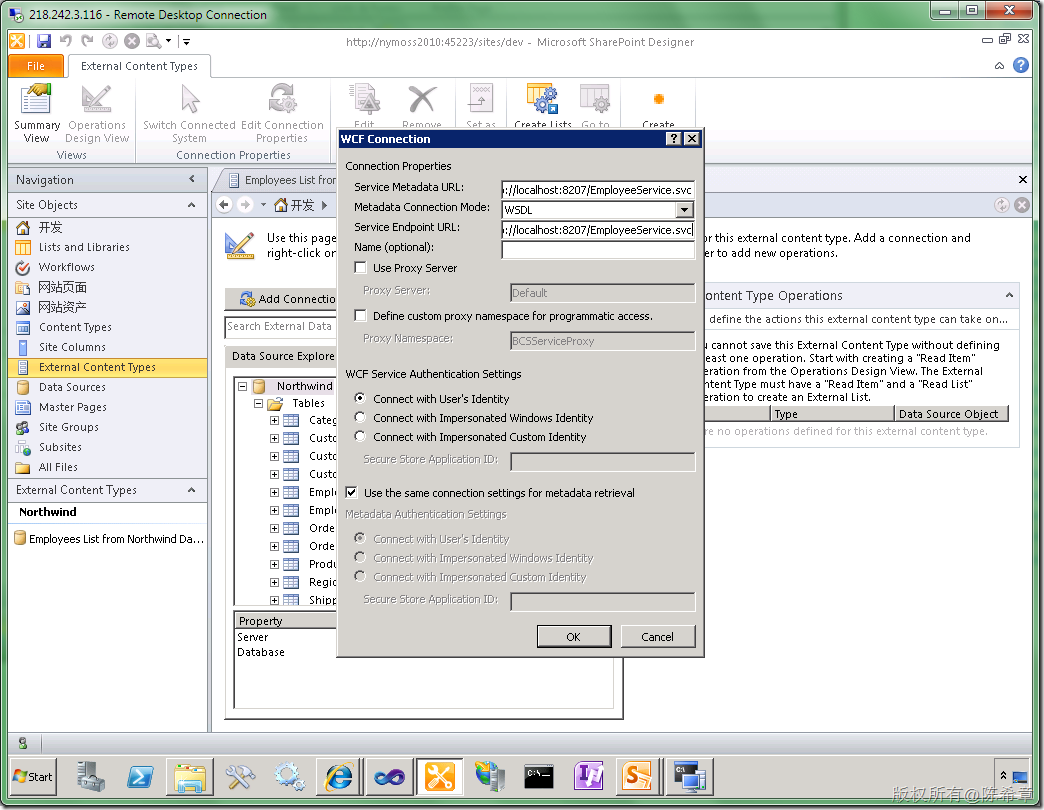 218.242.3.116 - Remote Desktop Connection
http://nymoss2010:45223/sites/dev - Microsoft SharePoint Designer
File
External Content Types
Summary View
Operations Design View
Switch Connected System
Edit Connection Properties
Edit
Remove
Set as
Create Lists
Go to
Create
Views
Connection Properties
Navigation
Site Objects
开发
Lists and Libraries
Workflows
网站页面
网站资产
Content Types
Site Columns
External Content Types
Data Sources
Master Pages
Site Groups
Subsites
All Files
External Content Types
Northwind
Employees List from Northwind Da...
Employees List from
开发
Use this page
right-click or
for this external content type. Add a connection and
er to add new operations.
Add Connectio
Search External Data
Data Source Explore
Northwind
Tables
Categ
Custo
Custo
Custo
Emplo
Emplo
Orde
Orde
Produ
Regio
Shipp
Property
Server
Database
ontent Type Operations
define the actions this external content type can take on...
u cannot save this External Content Type without defining
east one operation. Start with creating a "Read Item"
eration from the Operations Design View. The External
ntent Type must have a "Read Item" and a "Read List"
eration to create an External List.
Type
Data Source Object
re no operations defined for this external content type.
WCF Connection
Connection Properties
Service Metadata URL:
://localhost:8207/EmployeeService.svc
Metadata Connection Mode:
WSDL
Service Endpoint URL:
://localhost:8207/EmployeeService.svc
Name (optional):
Use Proxy Server
Proxy Server:
Default
Define custom proxy namespace for programmatic access.
Proxy Namespace:
BCSServiceProxy
WCF Service Authentication Settings
Connect with User's Identity
Connect with Impersonated Windows Identity
Connect with Impersonated Custom Identity
Secure Store Application ID:
Use the same connection settings for metadata retrieval
Metadata Authentication Settings
Connect with User's Identity
Connect with Impersonated Windows Identity
Connect with Impersonated Custom Identity
Secure Store Application ID:
OK
Cancel
Start
版权所有@陈希章